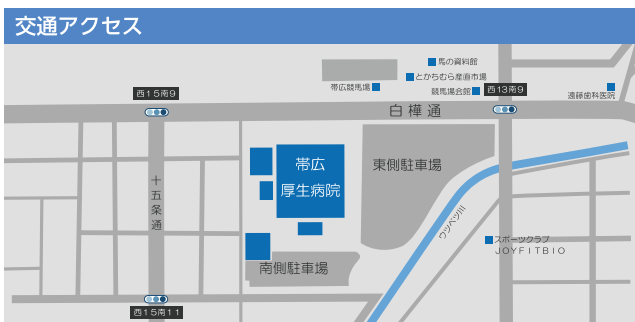 交通アクセス
馬の資料館
とかちむら産直市場
帯広競馬場
競馬場会館
西13南9
遠藤歯科医院
西15南9
白樺通
帯広
厚生病院
東側駐車場
十五条通
ウツベツ川
スポーツクラブ
JOYFITBIO
南側駐車場
西15南11